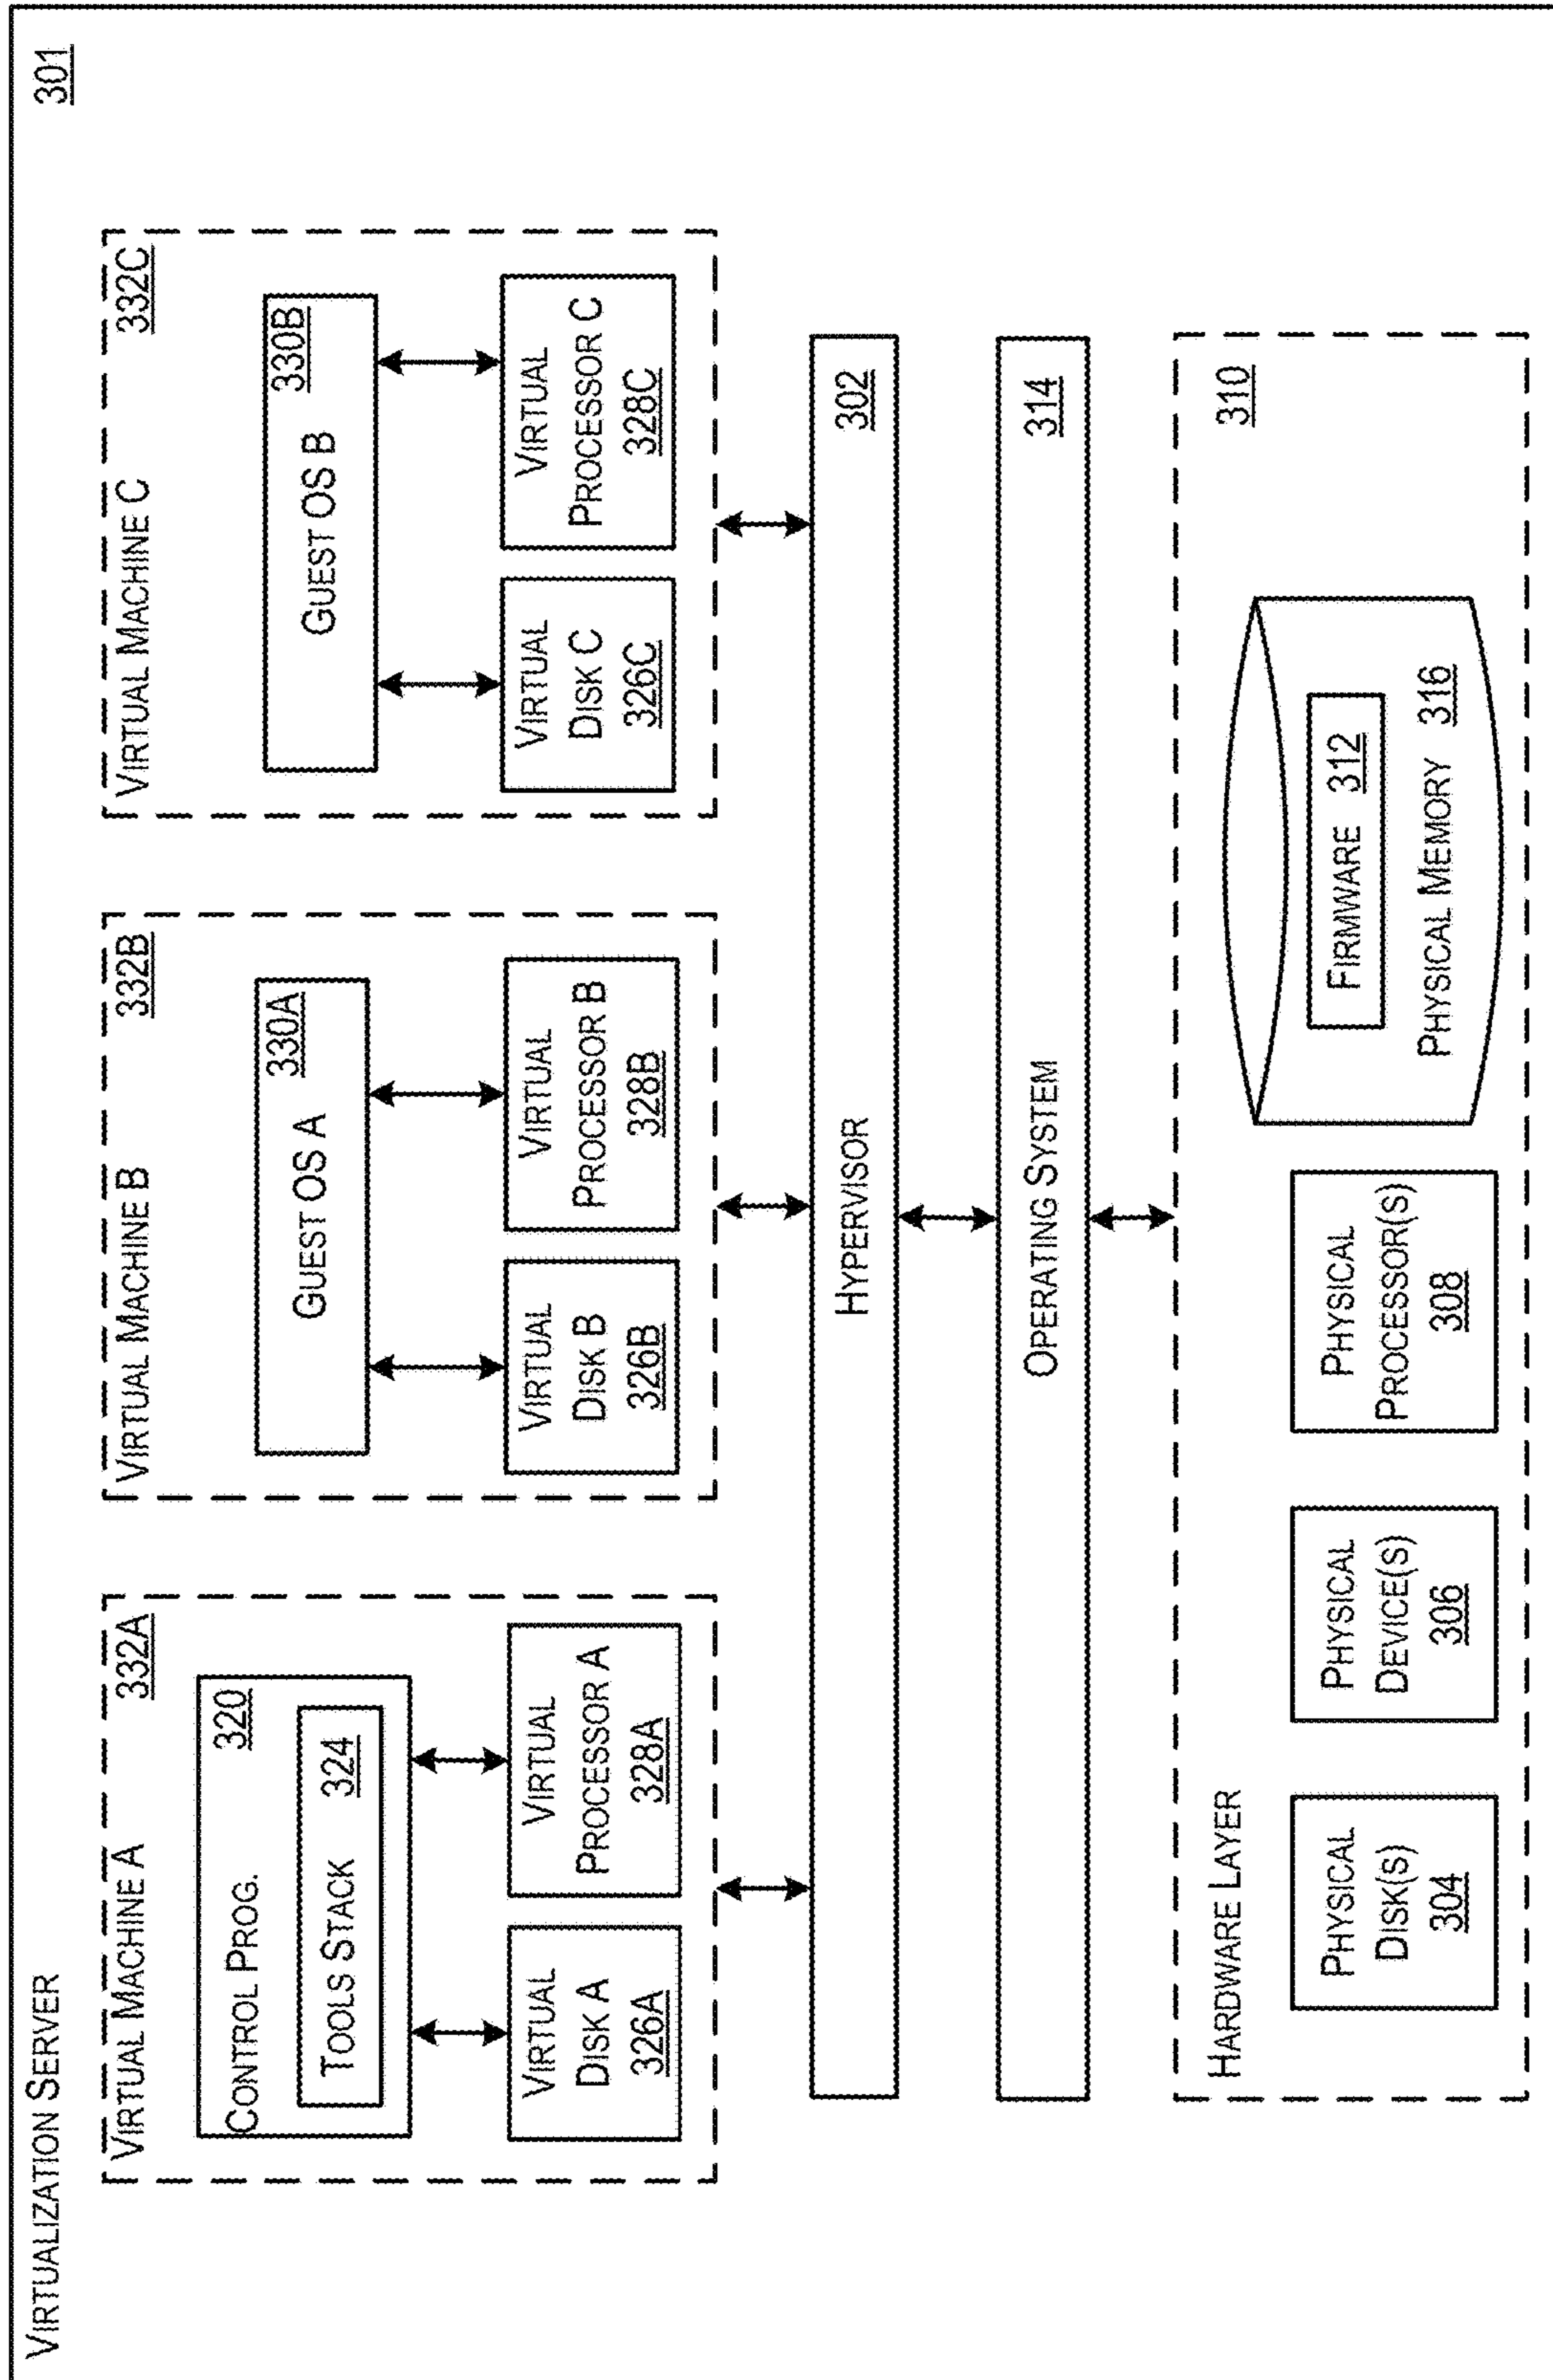 VIRTUALIZATION SERVER
301
VIRTUAL MACHINE A
332A
CONTROL PROG.
320
TOOLS STACK
324
VIRTUAL
DISK A
326A
VIRTUAL
PROCESSOR A
328A
VIRTUAL MACHINE B
332B
GUEST OS A
330A
VIRTUAL
DISK B
326B
VIRTUAL
PROCESSOR B
328B
VIRTUAL MACHINE C
332C
GUEST OS B
330B
VIRTUAL
DISK C
326C
VIRTUAL
PROCESSOR C
328C
HYPERVISOR
302
OPERATING SYSTEM
314
HARDWARE LAYER
310
PHYSICAL
DISK(S)
304
PHYSICAL
DEVICE(S)
306
PHYSICAL
PROCESSOR(S)
308
FIRMWARE 312
PHYSICAL MEMORY 316